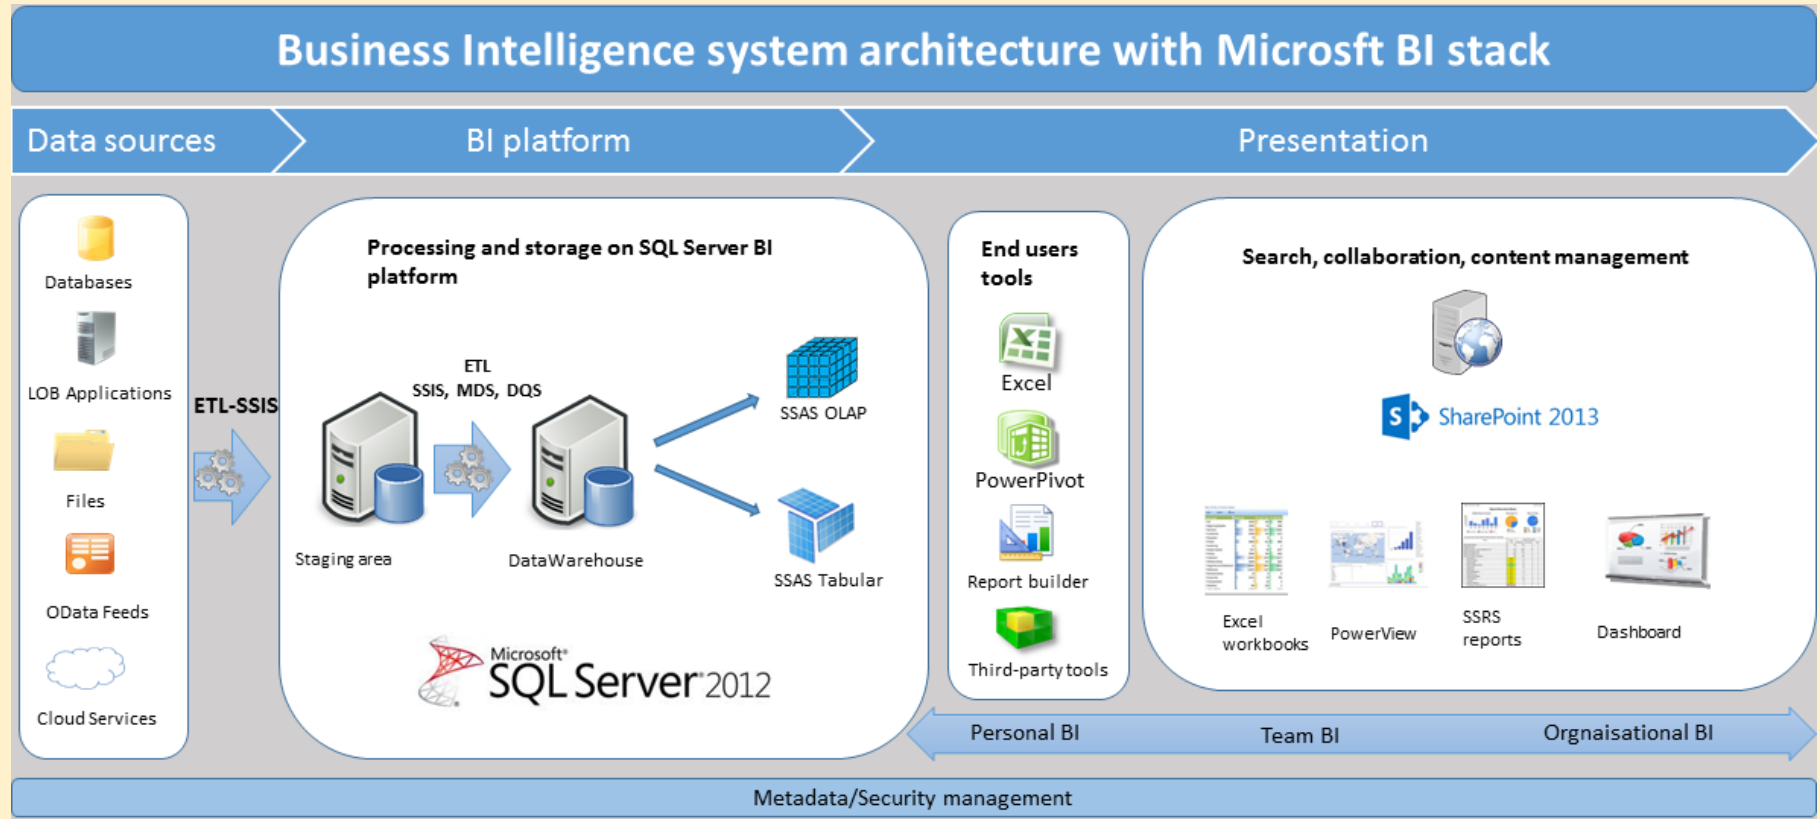 Business Intelligence system architecture with Microsft BI stack
Data sources
BI platform
Presentation
Databases
LOB Applications
Files
OData Feeds
Cloud Services
ETL-SSIS
Processing and storage on SQL Server BI
platform
ETL
SSIS, MDS, DQS
Staging area
DataWarehouse
SSAS OLAP
SSAS Tabular
Microsoft®
SQL Server® 2012
End users
tools
Excel
PowerPivot
Report builder
Third-party tools
Search, collaboration, content management
S
SharePoint 2013
Excel
workbooks
PowerView
SSRS
reports
Dashboard
Personal BI
Team BI
Orgnaisational BI
Metadata/Security management